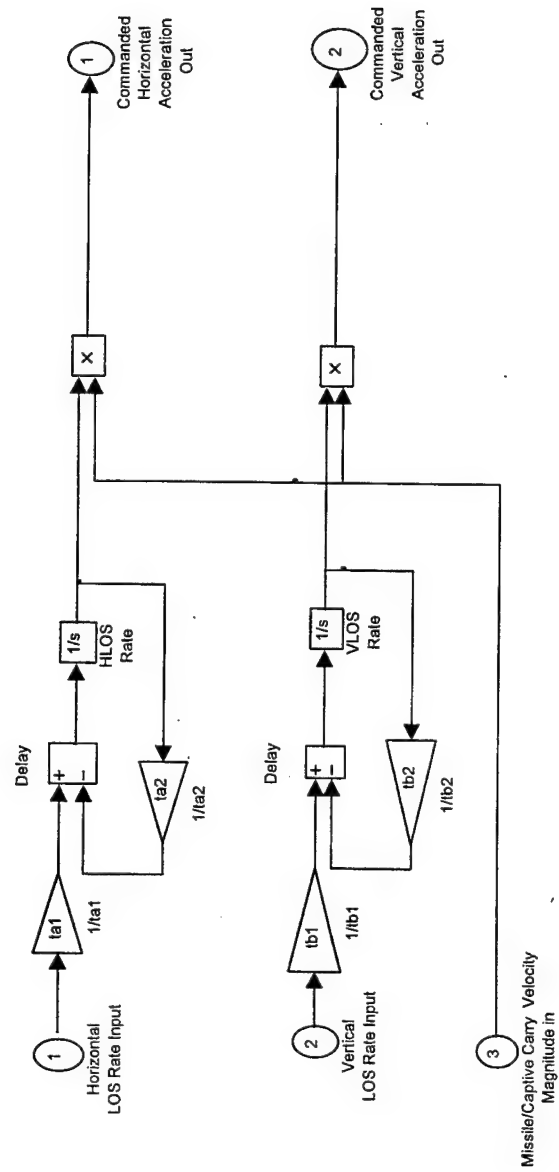 1
Horizontal
LOS Rate Input
ta1
1/ta1
Delay
+
−
1/s
HLOS
Rate
ta2
1/ta2
×
1
Commanded
Horizontal
Acceleration
Out
2
Vertical
LOS Rate Input
tb1
1/tb1
Delay
+
−
1/s
VLOS
Rate
tb2
1/tb2
×
2
Commanded
Vertical
Acceleration
Out
3
Missile/Captive Carry Velocity
Magnitude in